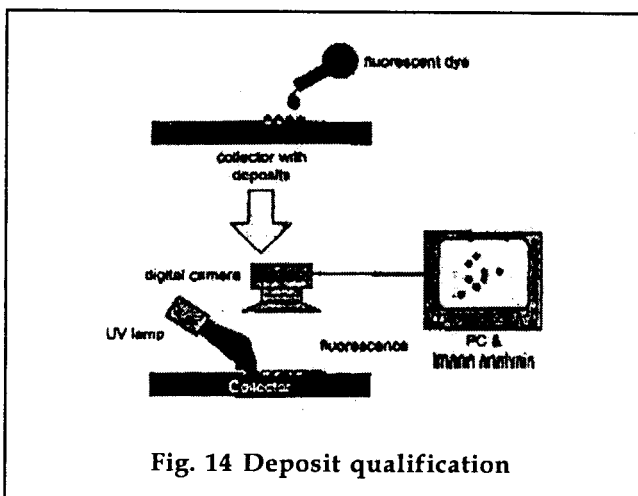 fluorescent dye
collector with
deposits
digital camera
UV lamp
fluorescence
PC &
Image analysis
Collector
Fig. 14 Deposit qualification